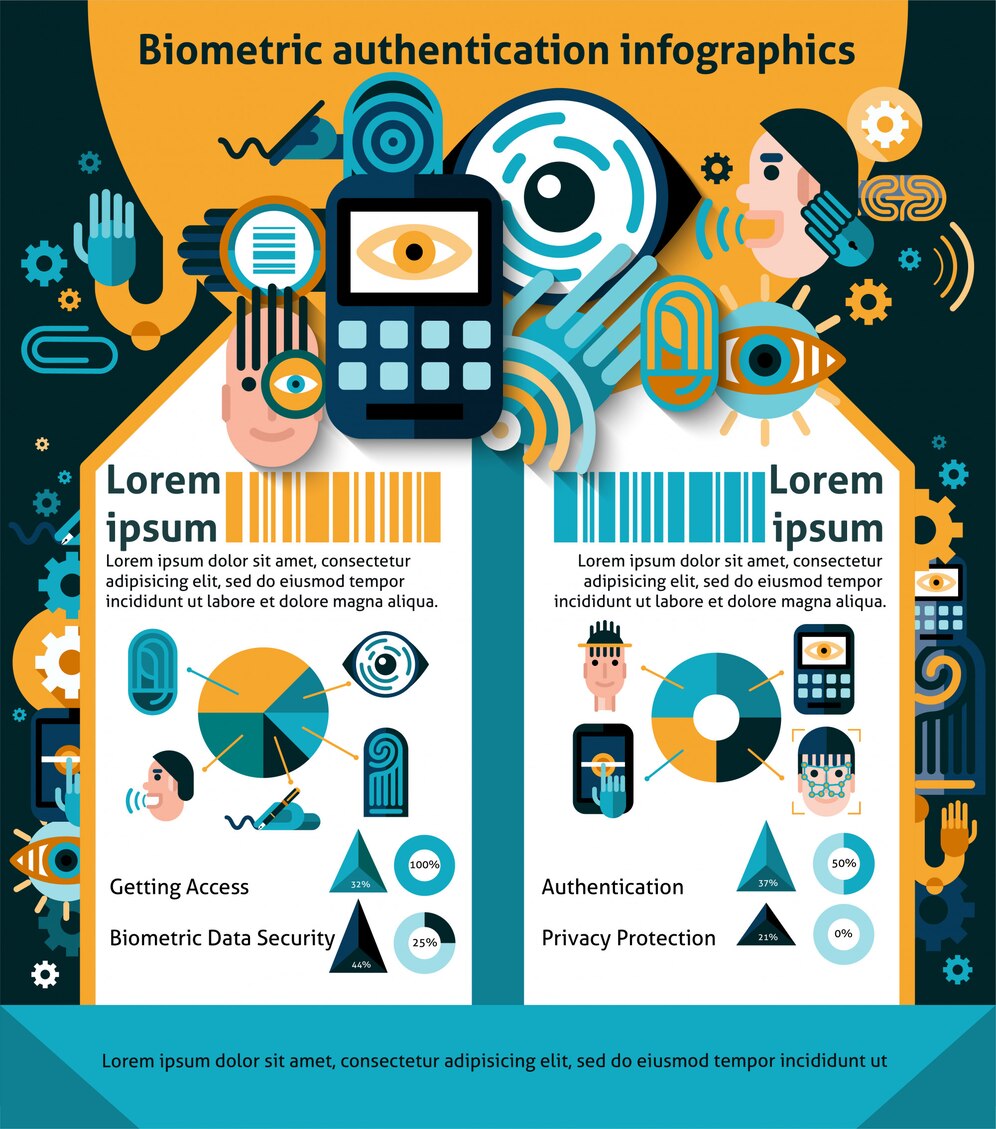 Biometric authentication infographics
Lorem
ipsum
Lorem ipsum dolor sit amet, consectetur
adipisicing elit, sed do eiusmod tempor
incididunt ut labore et dolore magna aliqua.
Getting Access
32%
100%
Biometric Data Security
44%
25%
Lorem
ipsum
Lorem ipsum dolor sit amet, consectetur
adipisicing elit, sed do eiusmod tempor
incididunt ut labore et dolore magna aliqua.
Authentication
37%
50%
Privacy Protection
21%
0%
Lorem ipsum dolor sit amet, consectetur adipisicing elit, sed do eiusmod tempor incididunt ut